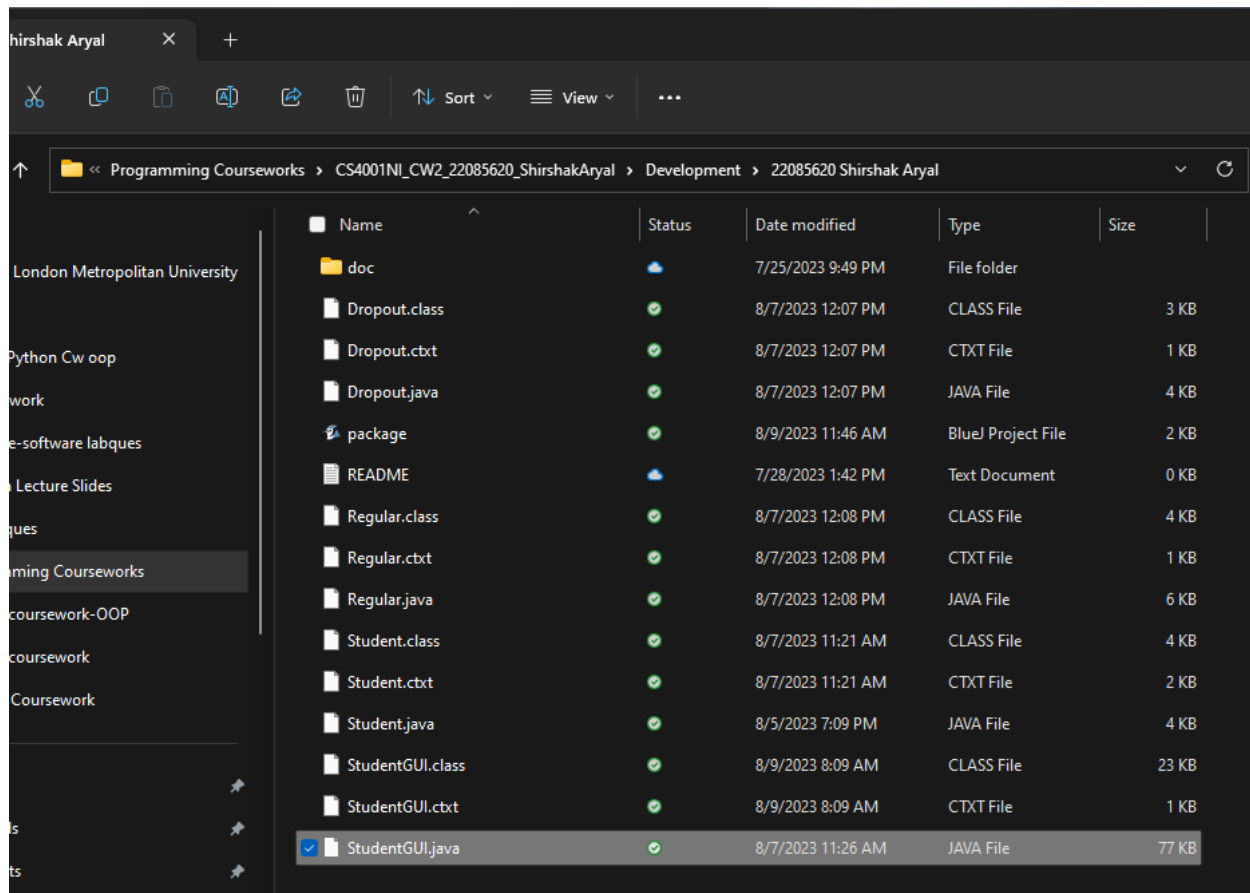 hirshak Aryal
Sort View
Programming Courseworks CS4001NI_CW2_22085620_ShirshakAryal Development 22085620 Shirshak Aryal
London Metropolitan University
Python Cw oop
work
e-software labques
Lecture Slides
ques
ming Courseworks
coursework-OOP
coursework
Coursework
ls
ts
Name Status Date modified Type Size
doc 7/25/2023 9:49 PM File folder
Dropout.class 8/7/2023 12:07 PM CLASS File 3 KB
Dropout.ctxt 8/7/2023 12:07 PM CTXT File 1 KB
Dropout.java 8/7/2023 12:07 PM JAVA File 4 KB
package 8/9/2023 11:46 AM BlueJ Project File 2 KB
README 7/28/2023 1:42 PM Text Document 0 KB
Regular.class 8/7/2023 12:08 PM CLASS File 4 KB
Regular.ctxt 8/7/2023 12:08 PM CTXT File 1 KB
Regular.java 8/7/2023 12:08 PM JAVA File 6 KB
Student.class 8/7/2023 11:21 AM CLASS File 4 KB
Student.ctxt 8/7/2023 11:21 AM CTXT File 2 KB
Student.java 8/5/2023 7:09 PM JAVA File 4 KB
StudentGUI.class 8/9/2023 8:09 AM CLASS File 23 KB
StudentGUI.ctxt 8/9/2023 8:09 AM CTXT File 1 KB
StudentGUI.java 8/7/2023 11:26 AM JAVA File 77 KB